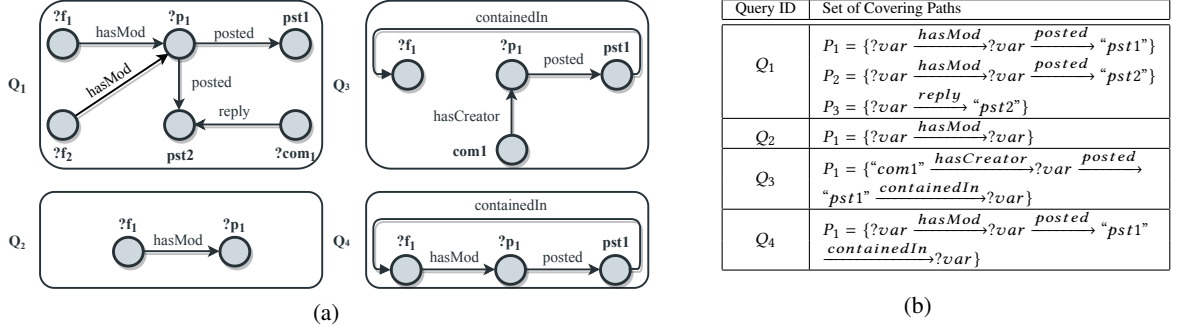 ?f1 ?p1 pst1
hasMod posted
Q1 hasMod posted
reply
?f2 pst2 ?com1
containedIn
?f1 ?p1 pst1
posted
Q3
hasCreator
com1
?f1 ?p1
Q2 hasMod
containedIn
?f1 ?p1 pst1
Q4
hasMod posted
(a)
Query ID Set of Covering Paths
Q1 P1 = {?var hasMod→ ?var posted→ “pst1”}
P2 = {?var hasMod→ ?var posted→ “pst2”}
P3 = {?var reply→ “pst2”}
Q2 P1 = {?var hasMod→ ?var}
Q3 P1 = {“com1” hasCreator→ ?var posted→
“pst1” containedIn→ ?var}
Q4 P1 = {?var hasMod→ ?var posted→ “pst1”
containedIn→ ?var}
(b)